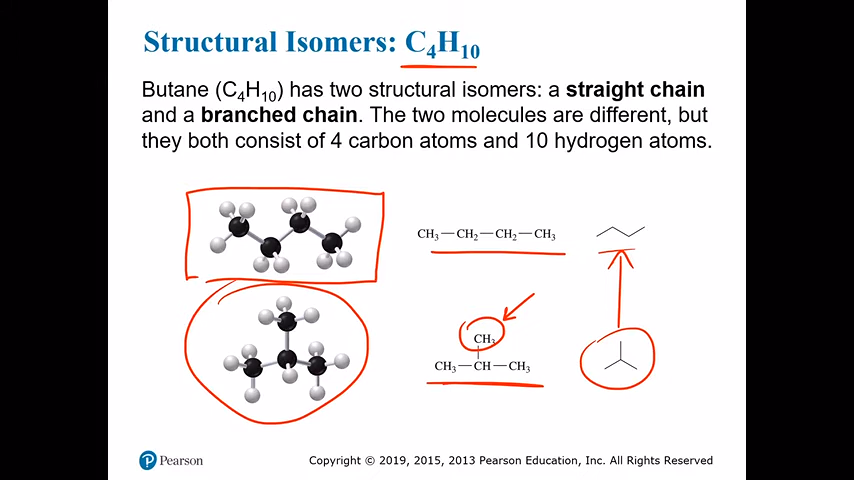 Structural Isomers: C₄H₁₀
Butane (C₄H₁₀) has two structural isomers: a straight chain
and a branched chain. The two molecules are different, but
they both consist of 4 carbon atoms and 10 hydrogen atoms.
CH₃—CH₂—CH₂—CH₃
CH₃
CH₃—CH—CH₃
P Pearson
Copyright © 2019, 2015, 2013 Pearson Education, Inc. All Rights Reserved